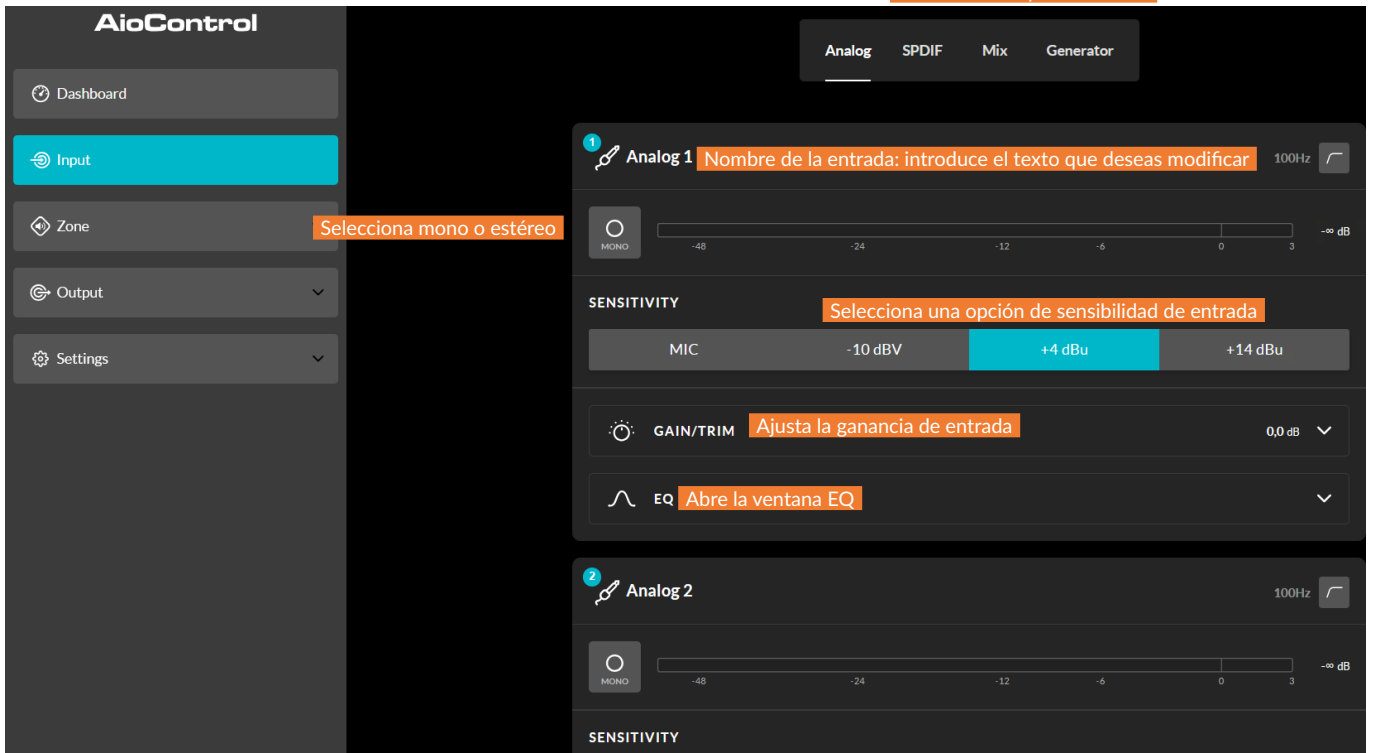 AioControl
Analog SPDIF Mix Generator
Dashboard
Input
Zone
Output
Settings
1
Analog 1 Nombre de la entrada: introduce el texto que deseas modificar 100Hz
Selecciona mono o estéreo
MONO
-48 -24 -12 -6 0 3
-∞ dB
SENSITIVITY
Selecciona una opción de sensibilidad de entrada
MIC -10 dBV +4 dBu +14 dBu
GAIN/TRIM Ajusta la ganancia de entrada 0,0 dB
EQ Abre la ventana EQ
2
Analog 2 100Hz
MONO
-48 -24 -12 -6 0 3
-∞ dB
SENSITIVITY